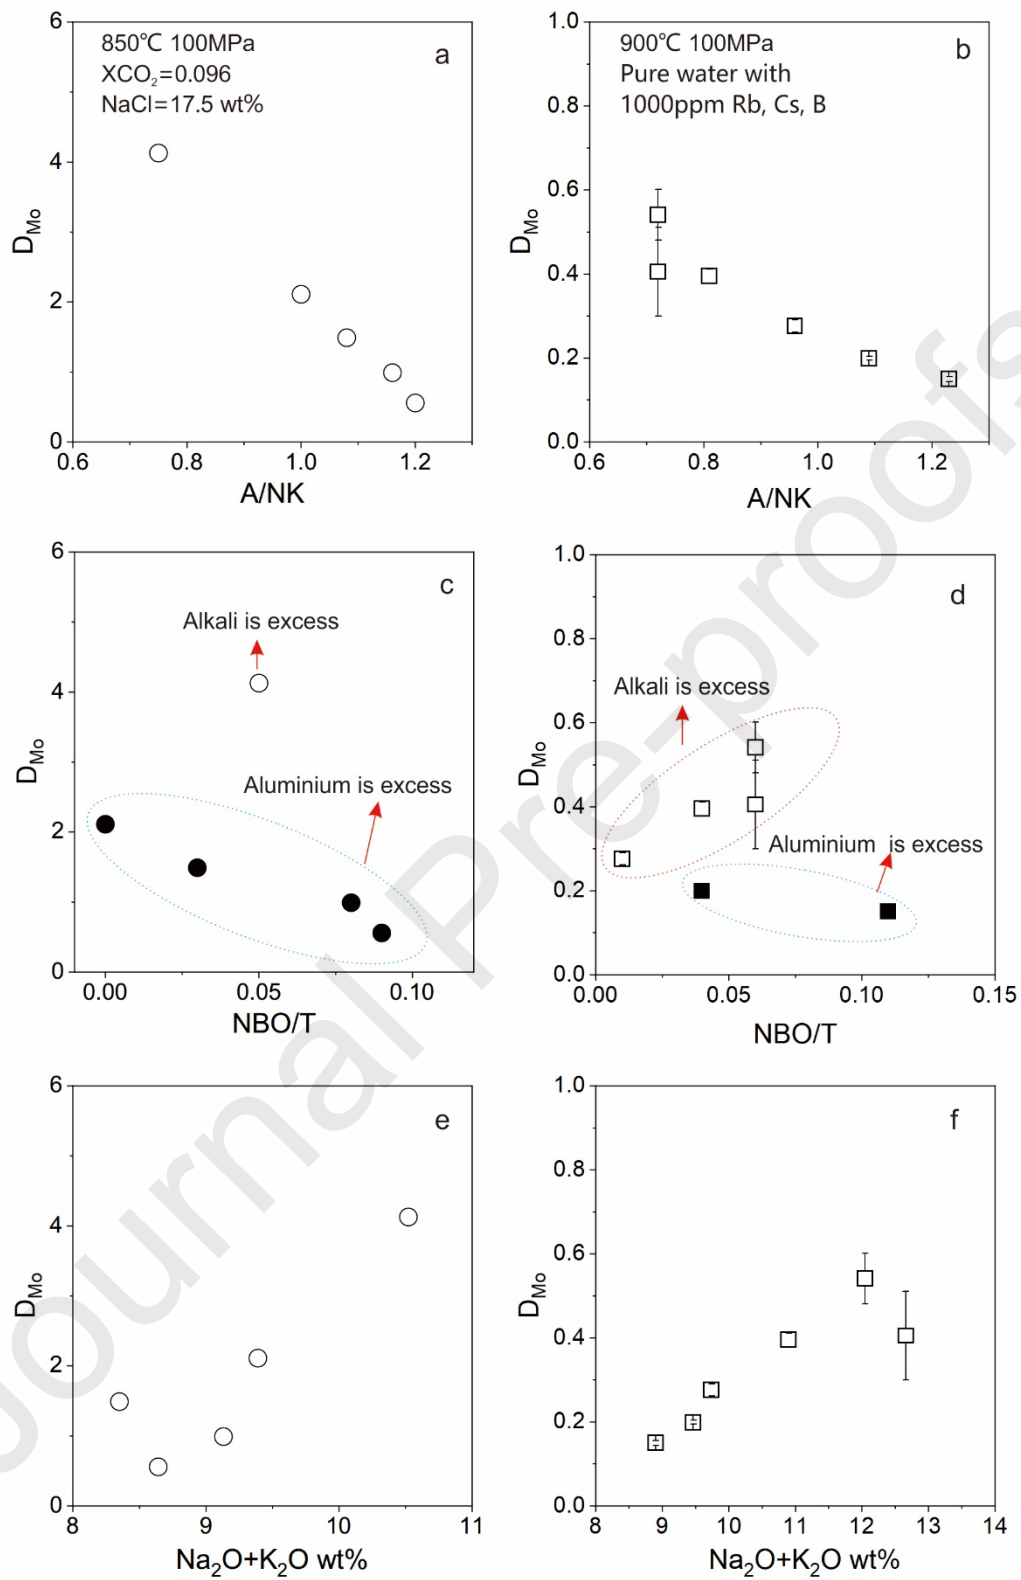 850℃ 100MPa
XCO₂=0.096
NaCl=17.5 wt%
a
6
4
2
0
D_Mo
0.6 0.8 1.0 1.2
A/NK
900℃ 100MPa
Pure water with
1000ppm Rb, Cs, B
b
1.0
0.8
0.6
0.4
0.2
0.0
D_Mo
0.6 0.8 1.0 1.2
A/NK
c
Alkali is excess
Aluminium is excess
6
4
2
0
D_Mo
0.00 0.05 0.10
NBO/T
d
Alkali is excess
Aluminium is excess
1.0
0.8
0.6
0.4
0.2
0.0
D_Mo
0.00 0.05 0.10 0.15
NBO/T
e
6
4
2
0
D_Mo
8 9 10 11
Na₂O+K₂O wt%
f
1.0
0.8
0.6
0.4
0.2
0.0
D_Mo
8 9 10 11 12 13 14
Na₂O+K₂O wt%
Journal Pre-proofs